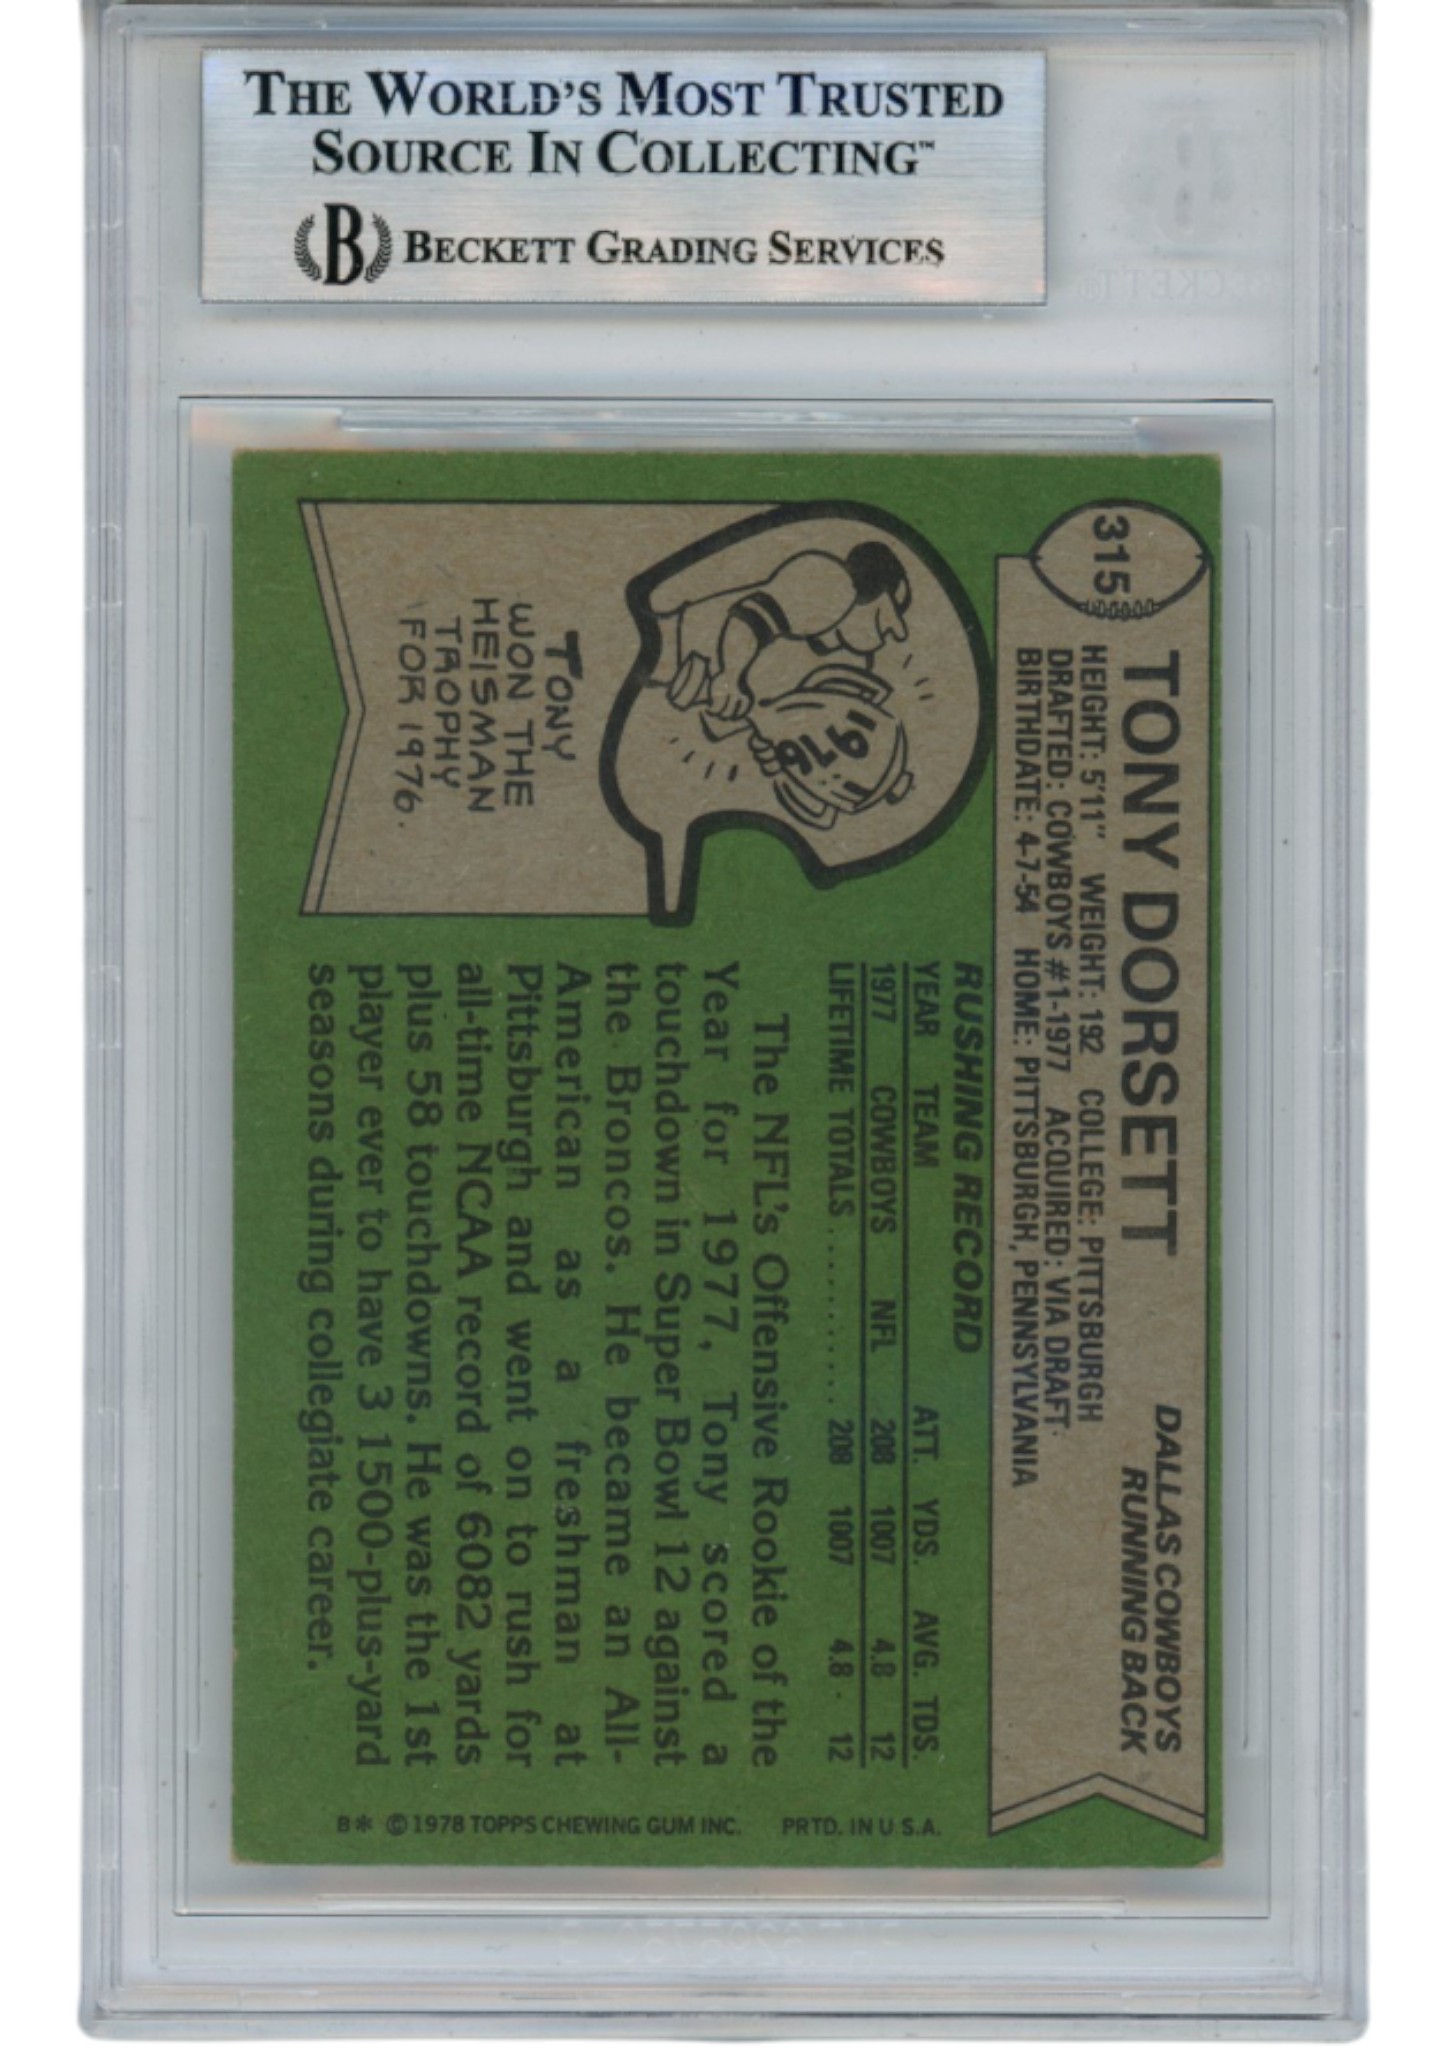 THE WORLD'S MOST TRUSTED
SOURCE IN COLLECTING™
B BECKETT GRADING SERVICES
315
TONY DORSETT
DALLAS COWBOYS
RUNNING BACK
HEIGHT: 5'11" WEIGHT: 192 COLLEGE: PITTSBURGH
DRAFTED: COWBOYS #1-1977 ACQUIRED: VIA DRAFT
BIRTHDATE: 4-7-54 HOME: PITTSBURGH, PENNSYLVANIA
1976
TONY
WON THE
HEISMAN
TROPHY
FOR 1976.
RUSHING RECORD
YEAR TEAM ATT. YDS. AVG. TDS.
1977 COWBOYS NFL 208 1007 4.8 12
LIFETIME TOTALS .......... 208 1007 4.8 12
The NFL's Offensive Rookie of the
Year for 1977, Tony scored a
touchdown in Super Bowl 12 against
the Broncos. He became an All-
American as a freshman at
Pittsburgh and went on to rush for
all-time NCAA record of 6082 yards
plus 58 touchdowns. He was the 1st
player ever to have 3 1500-plus-yard
seasons during collegiate career.
B* © 1978 TOPPS CHEWING GUM INC. PRTD. IN U.S.A.